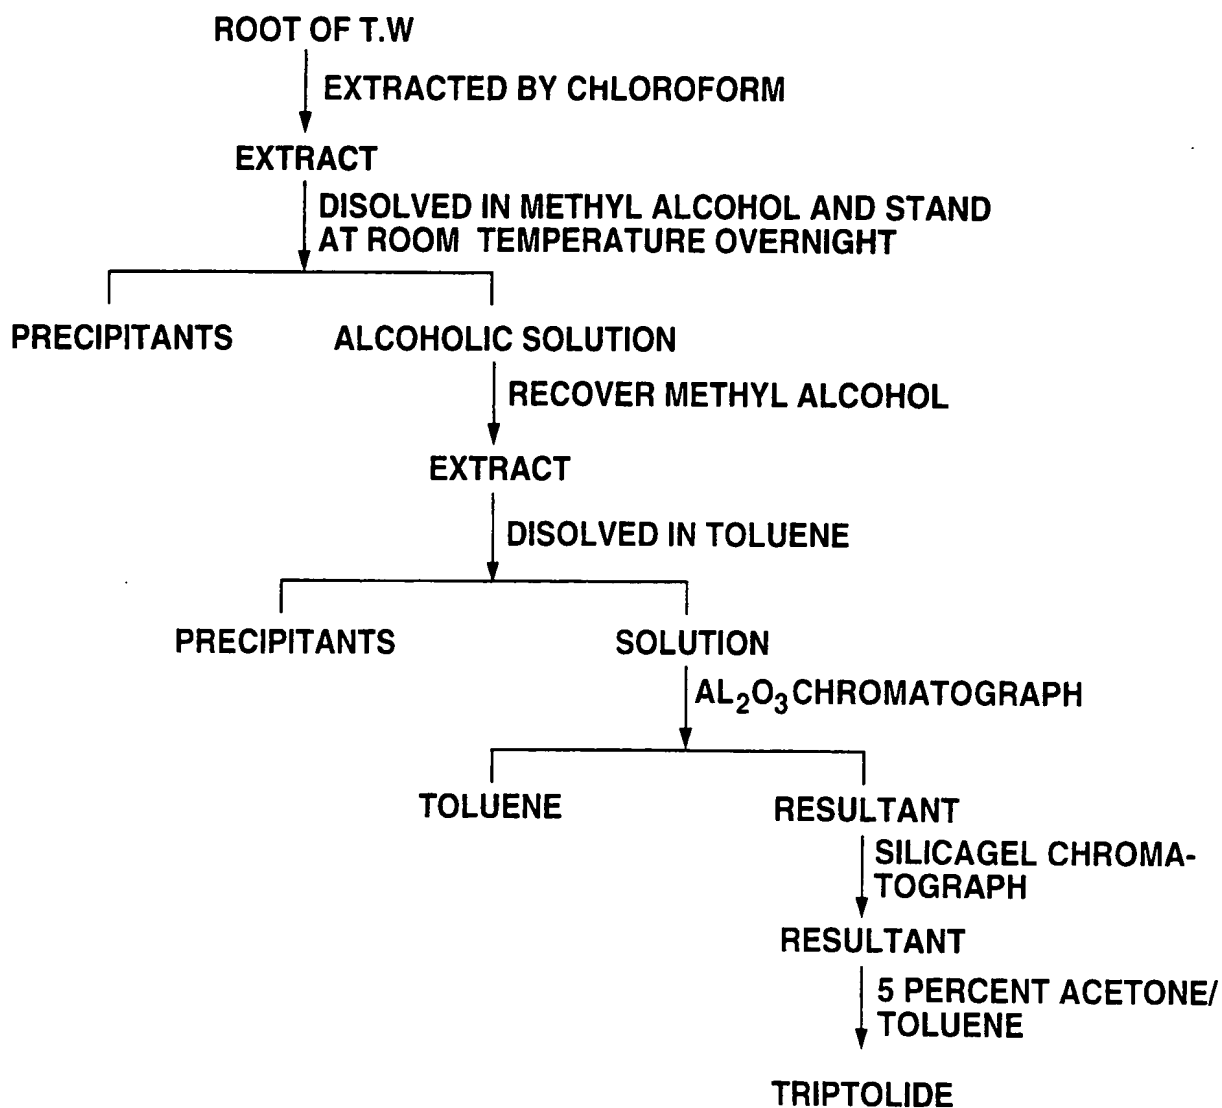 ROOT OF T.W
EXTRACTED BY CHLOROFORM
EXTRACT
DISOLVED IN METHYL ALCOHOL AND STAND
AT ROOM TEMPERATURE OVERNIGHT
PRECIPITANTS
ALCOHOLIC SOLUTION
RECOVER METHYL ALCOHOL
EXTRACT
DISOLVED IN TOLUENE
PRECIPITANTS
SOLUTION
AL₂O₃ CHROMATOGRAPH
TOLUENE
RESULTANT
SILICAGEL CHROMA-
TOGRAPH
RESULTANT
5 PERCENT ACETONE/
TOLUENE
TRIPTOLIDE